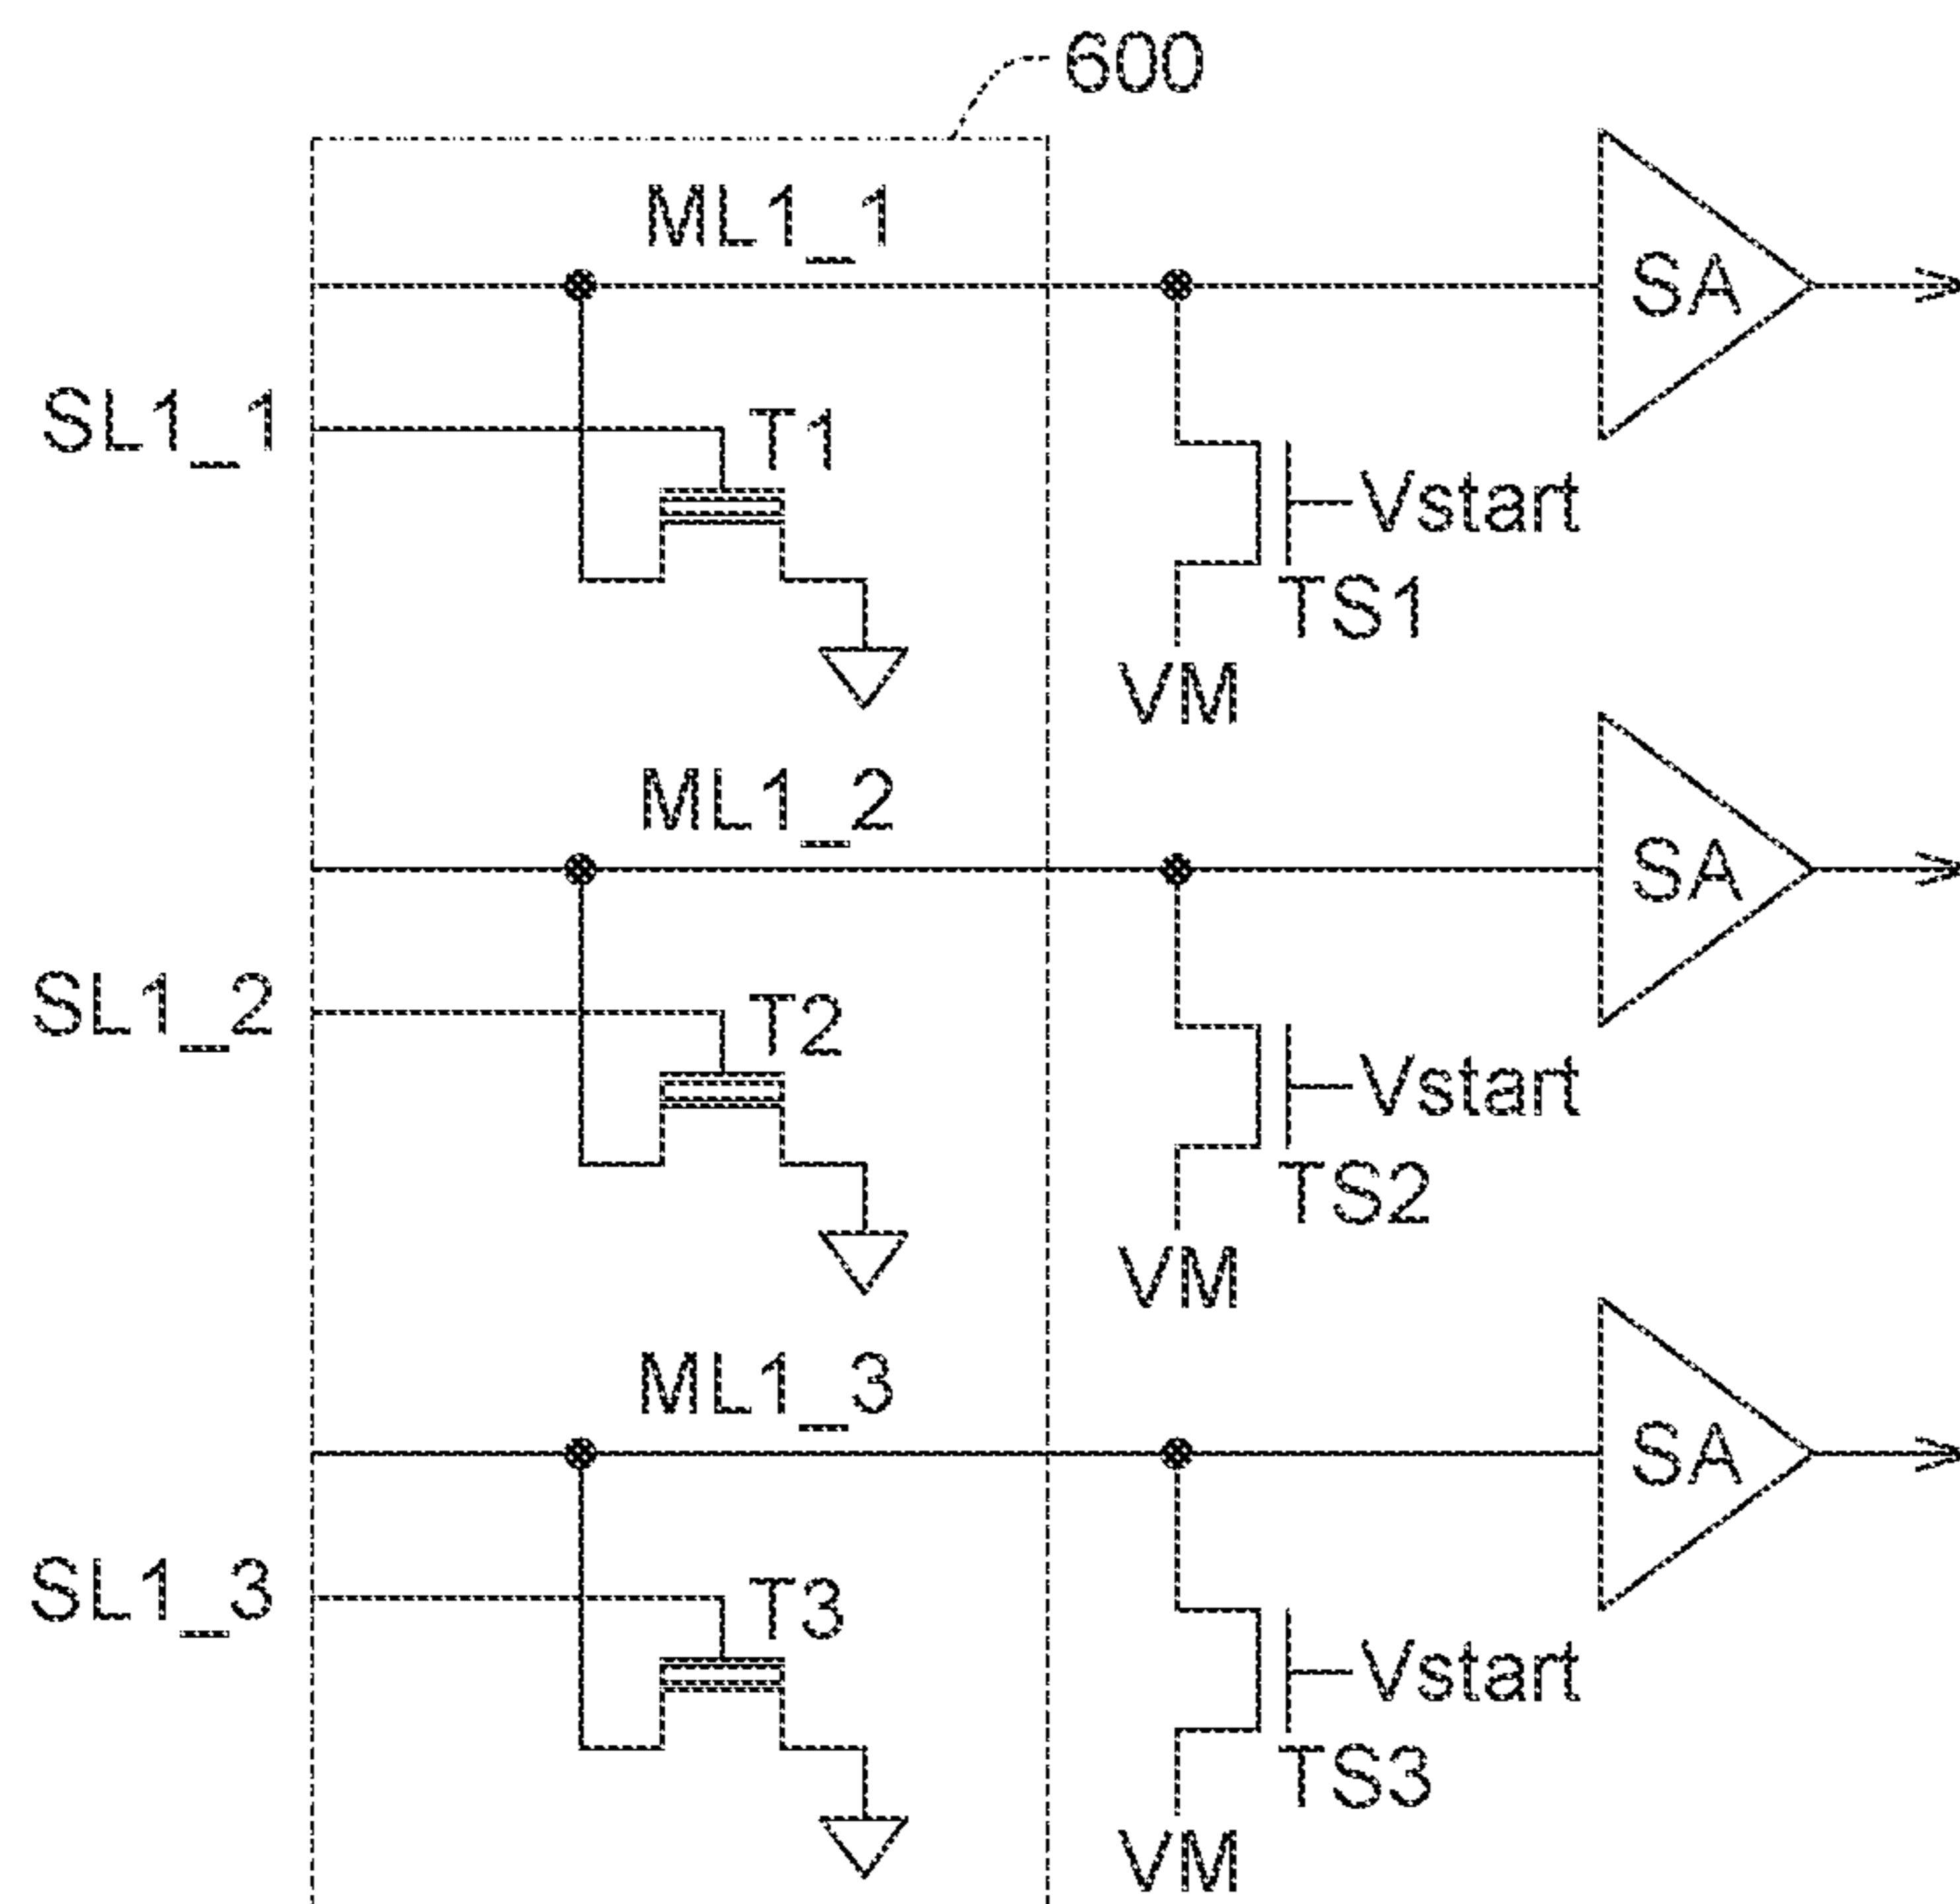 600
ML1_1
SA
SL1_1
T1
Vstart
TS1
VM
ML1_2
SA
SL1_2
T2
Vstart
TS2
VM
ML1_3
SA
SL1_3
T3
Vstart
TS3
VM